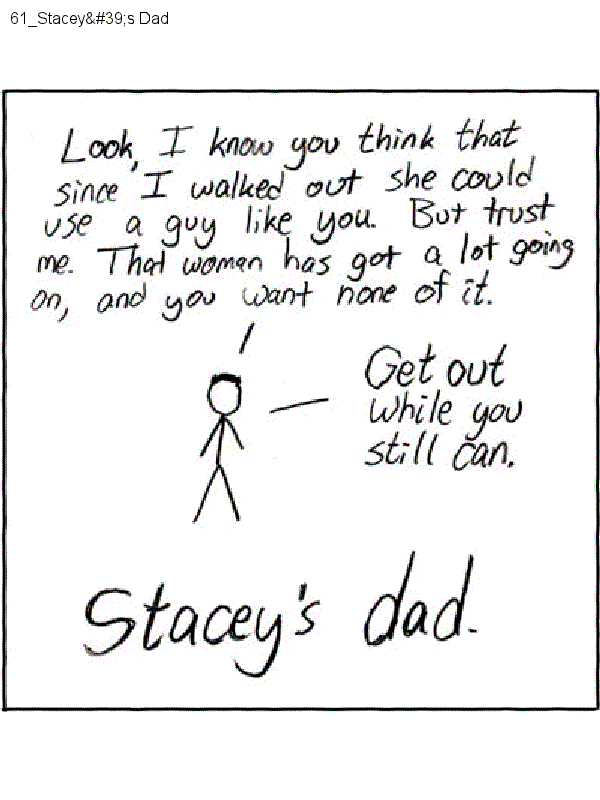 61_Stacey&#39;s Dad
Look, I know you think that
since I walked out she could
use a guy like you. But trust
me. That woman has got a lot going
on, and you want none of it.
Get out
while you
still can.
Stacey's dad.